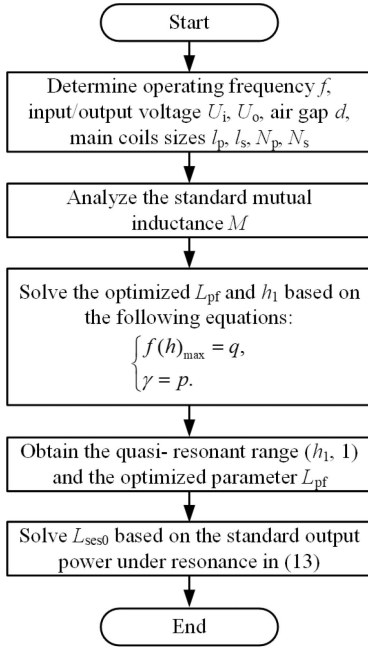 Start
Determine operating frequency f,
input/output voltage Ui, Uo, air gap d,
main coils sizes lp, ls, Np, Ns
Analyze the standard mutual
inductance M
Solve the optimized Lpf and h1 based on
the following equations:
{ f(h)max = q,
γ = p.
Obtain the quasi- resonant range (h1, 1)
and the optimized parameter Lpf
Solve Lses0 based on the standard output
power under resonance in (13)
End